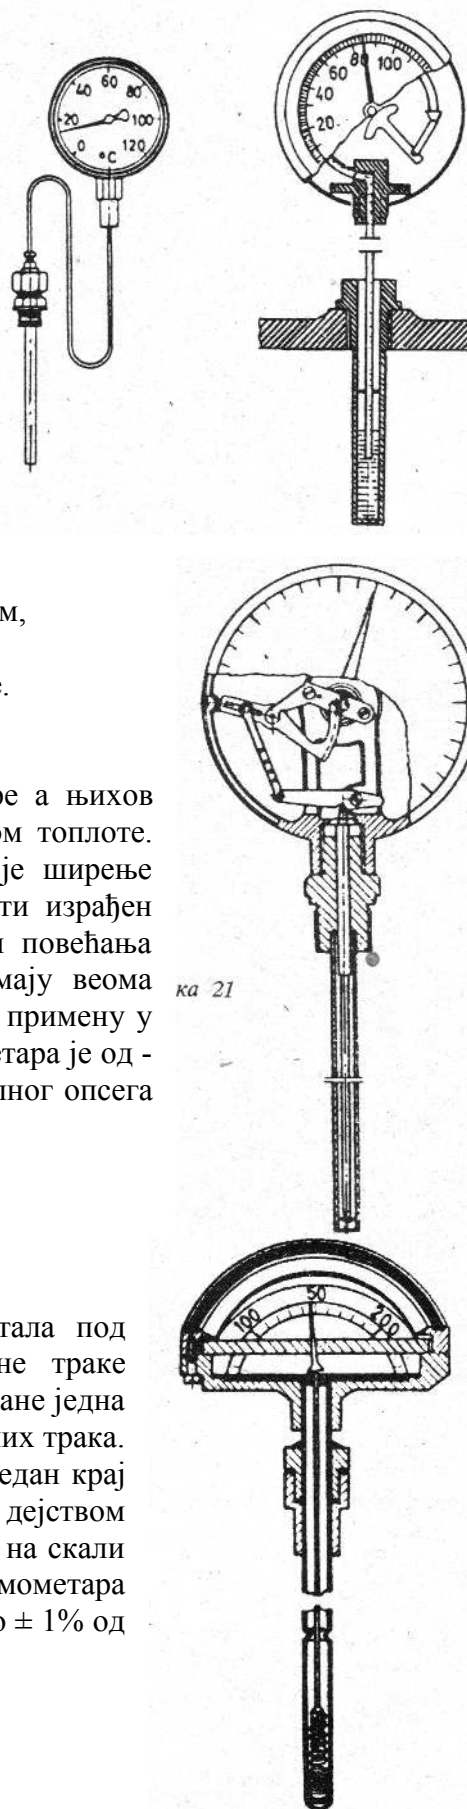 60
40 80
20 100
0 120
°C
80
60 100
40
20
м,
е.
ре а њихов
ом топлоте.
је ширење
ти израђен
и повећања
мају веома
ка 21
примену у
етара је од -
лног опсега
50
100 200
тала под
не траке
ане једна
них трака.
едан крај
дејством
на скали
мометара
о ± 1% од